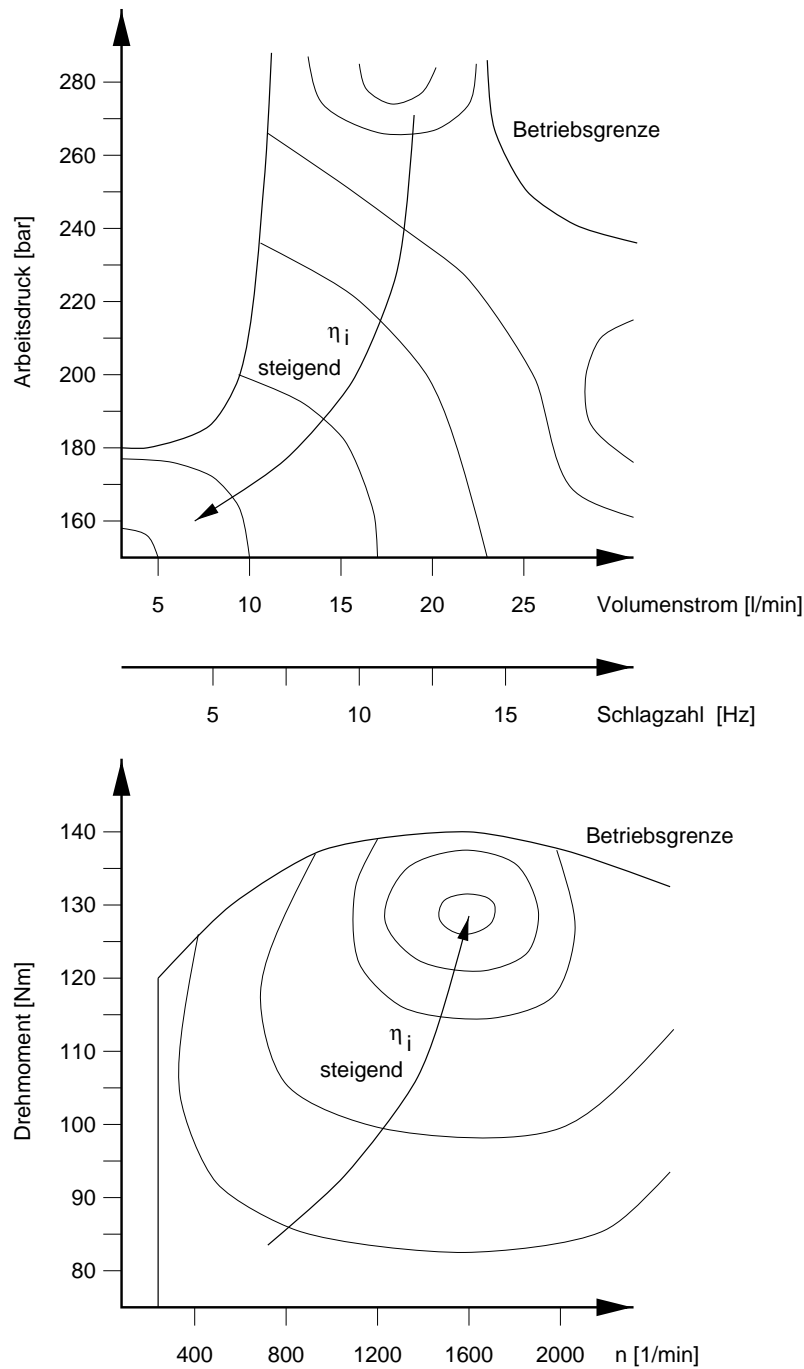 280
260
240
220
200
180
160
Arbeitsdruck [bar]
Betriebsgrenze
η i
steigend
5 10 15 20 25 Volumenstrom [l/min]
5 10 15 Schlagzahl [Hz]
140
130
120
110
100
90
80
Drehmoment [Nm]
Betriebsgrenze
η i
steigend
400 800 1200 1600 2000 n [1/min]